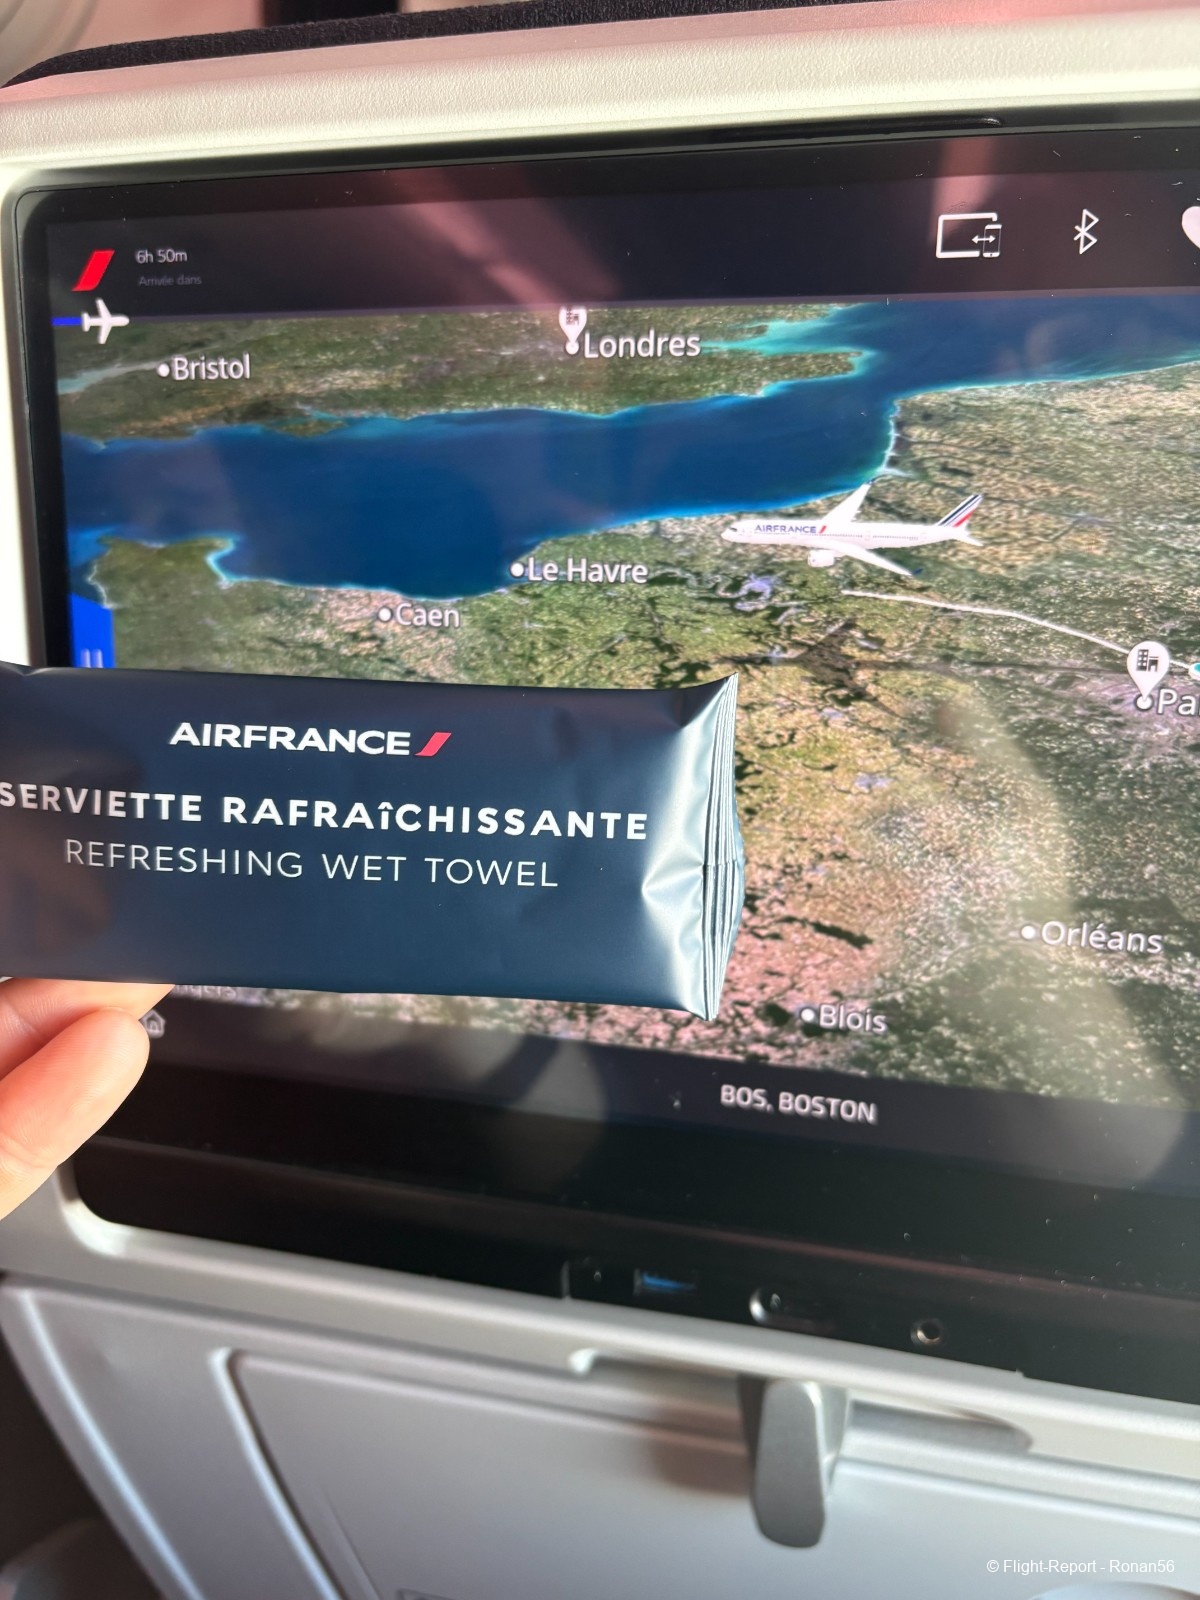 6h 50m
Arrivée dans
Londres
Bristol
AIRFRANCE
Le Havre
Caen
Pa
AIRFRANCE
SERVIETTE RAFRAîCHISSANTE
REFRESHING WET TOWEL
Orléans
Blois
BOS, BOSTON
© Flight-Report - Ronan56